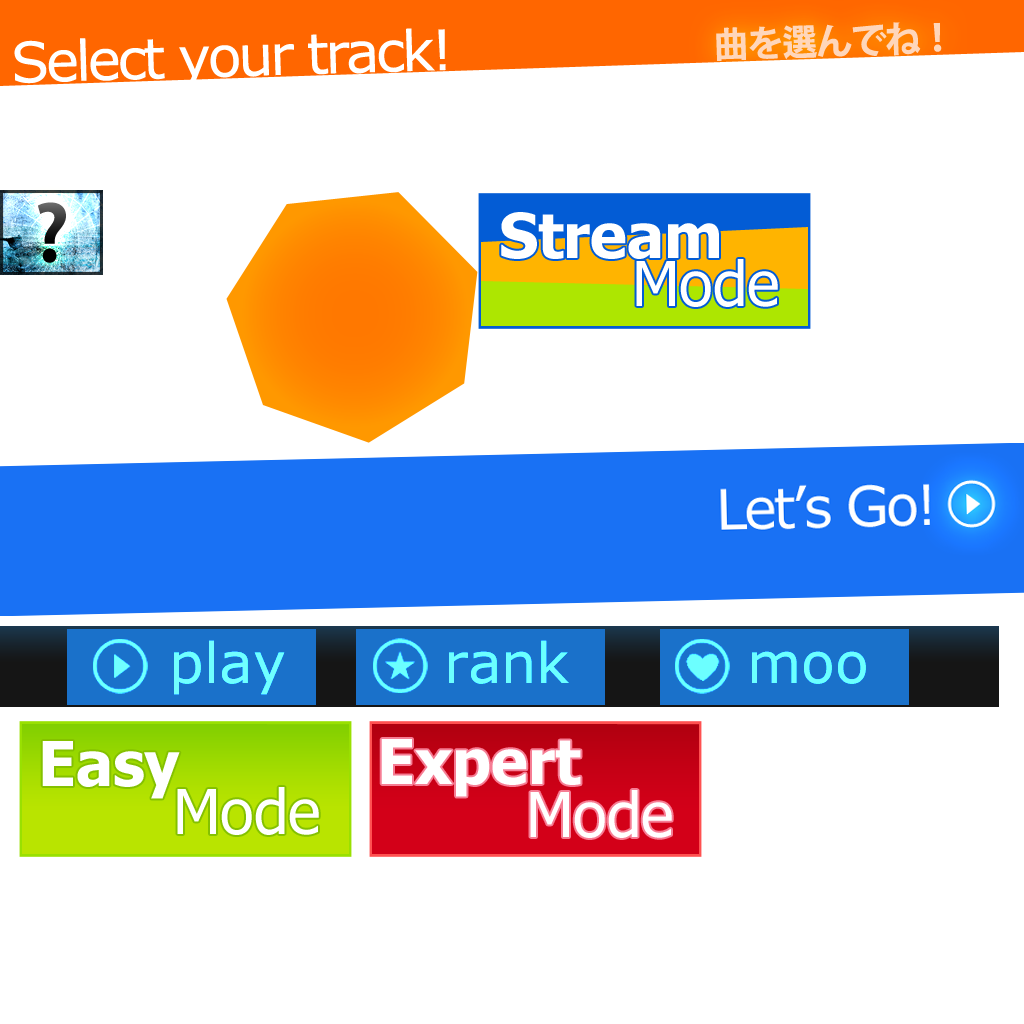 Select your track!
曲を選んでね！
?
Stream
Mode
Let's Go!
play
rank
moo
Easy
Mode
Expert
Mode